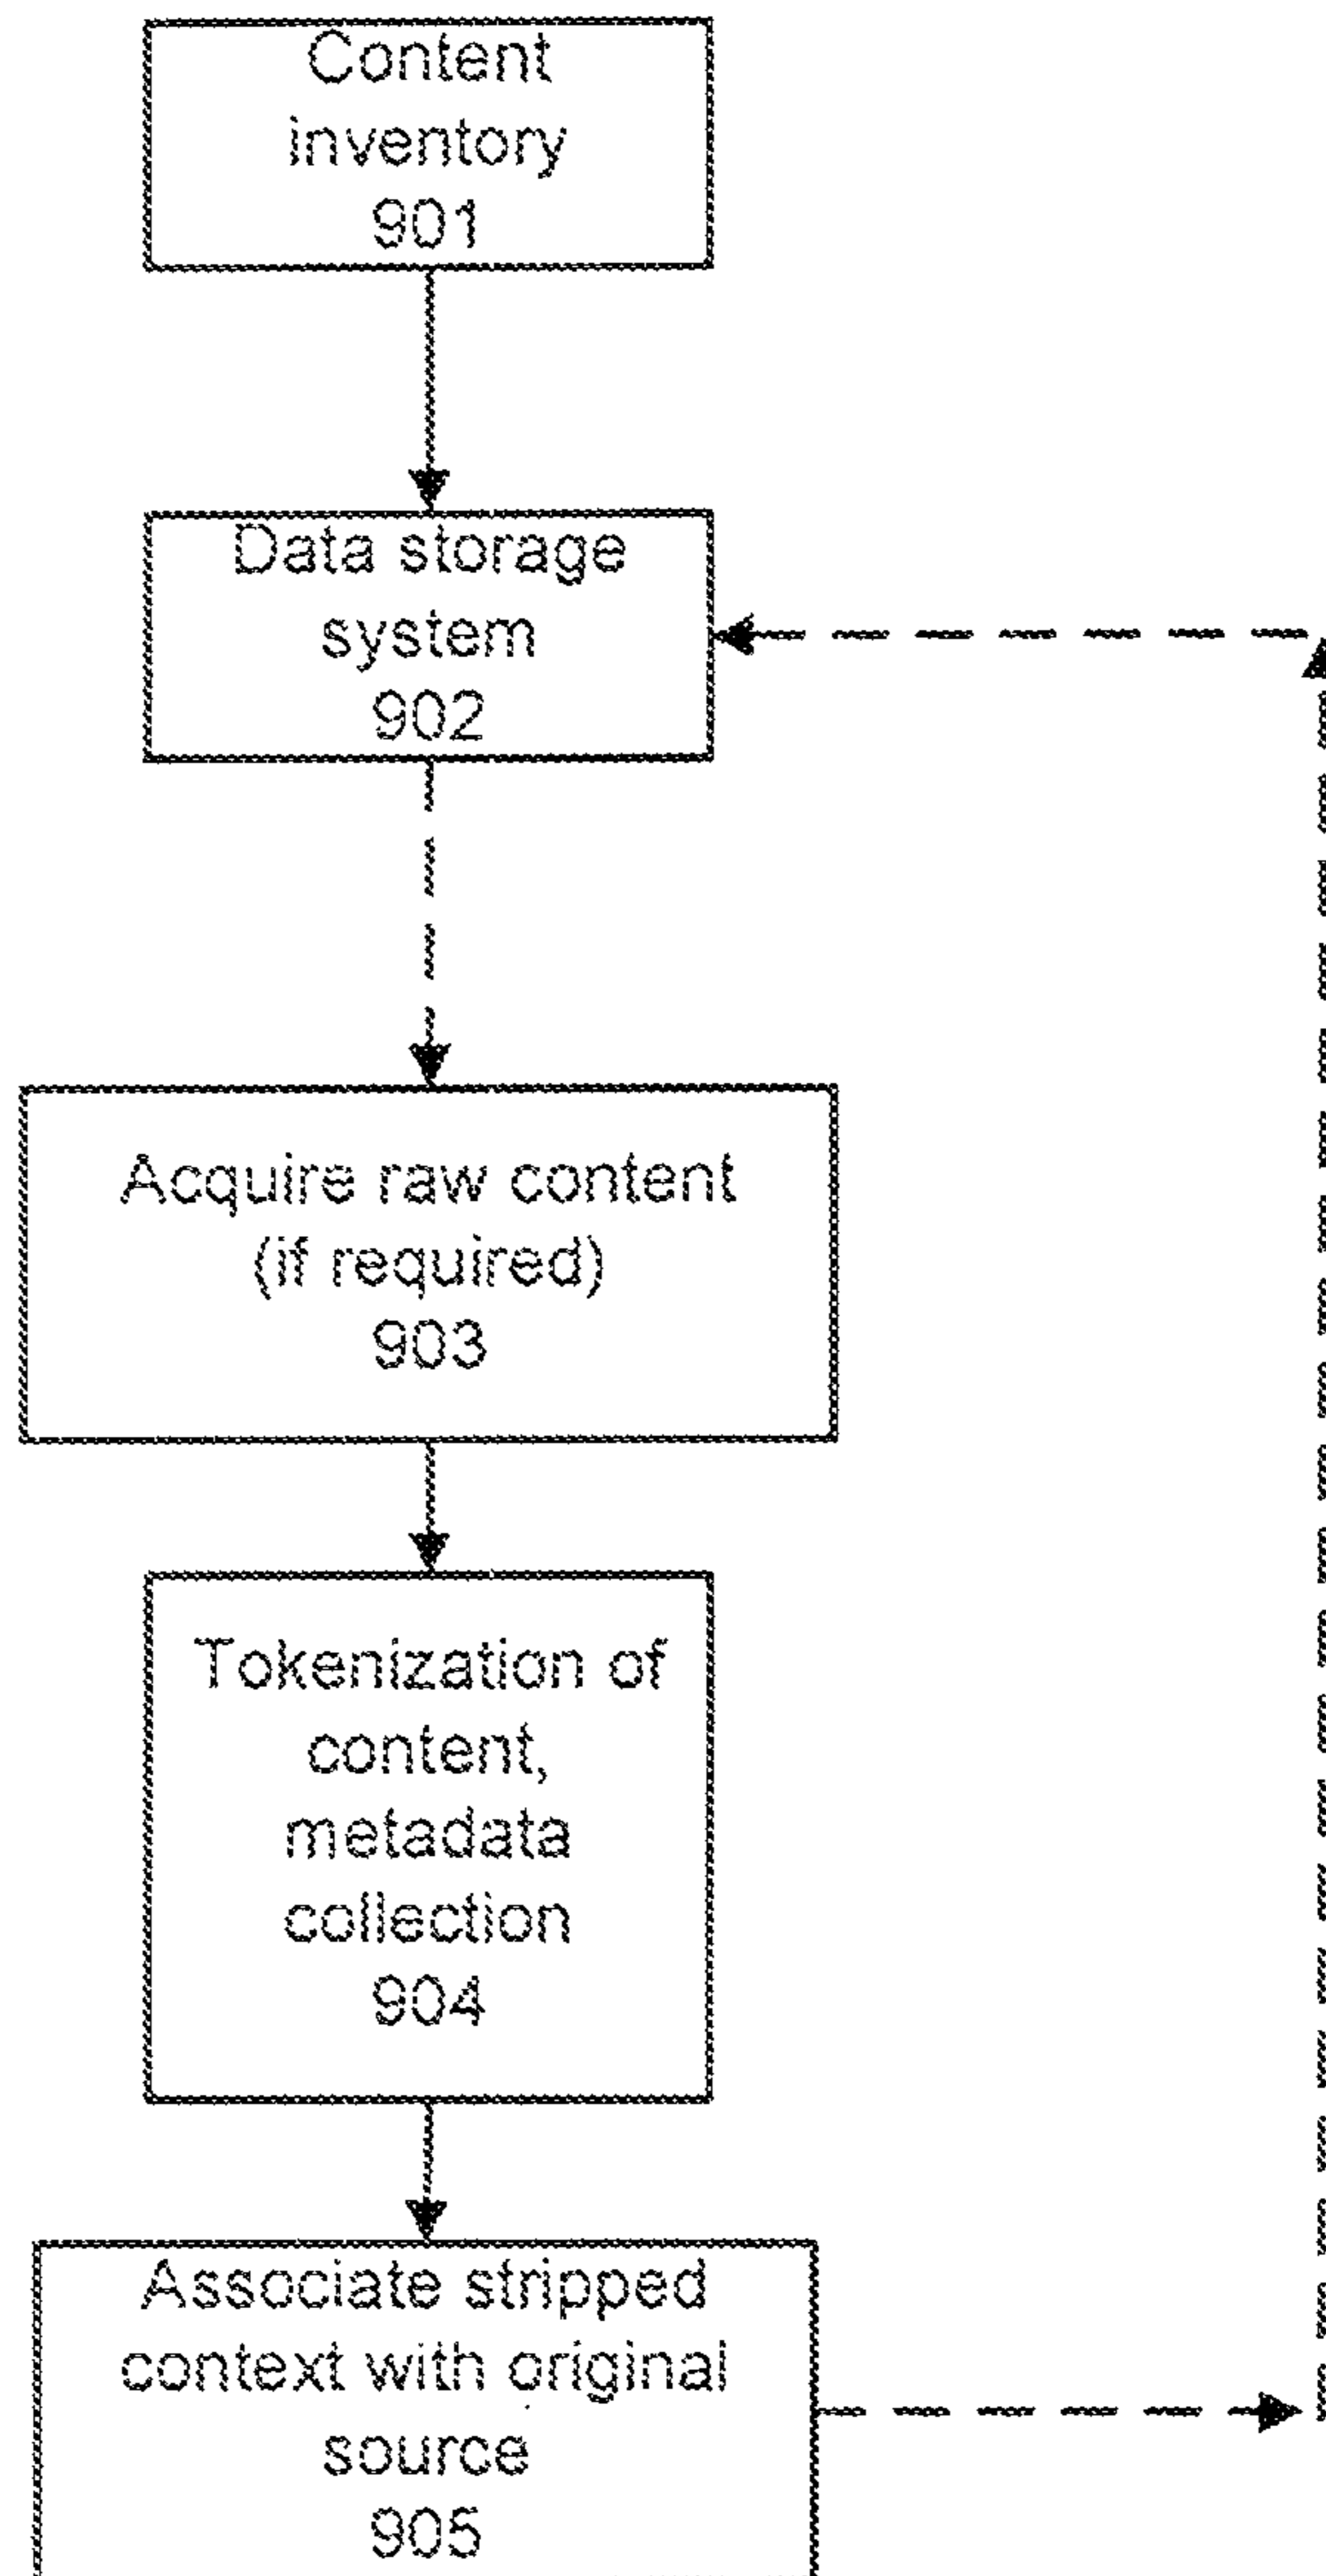 Content
inventory
901
Data storage
system
902
Acquire raw content
(if required)
903
Tokenization of
content,
metadata
collection
904
Associate stripped
context with original
source
905